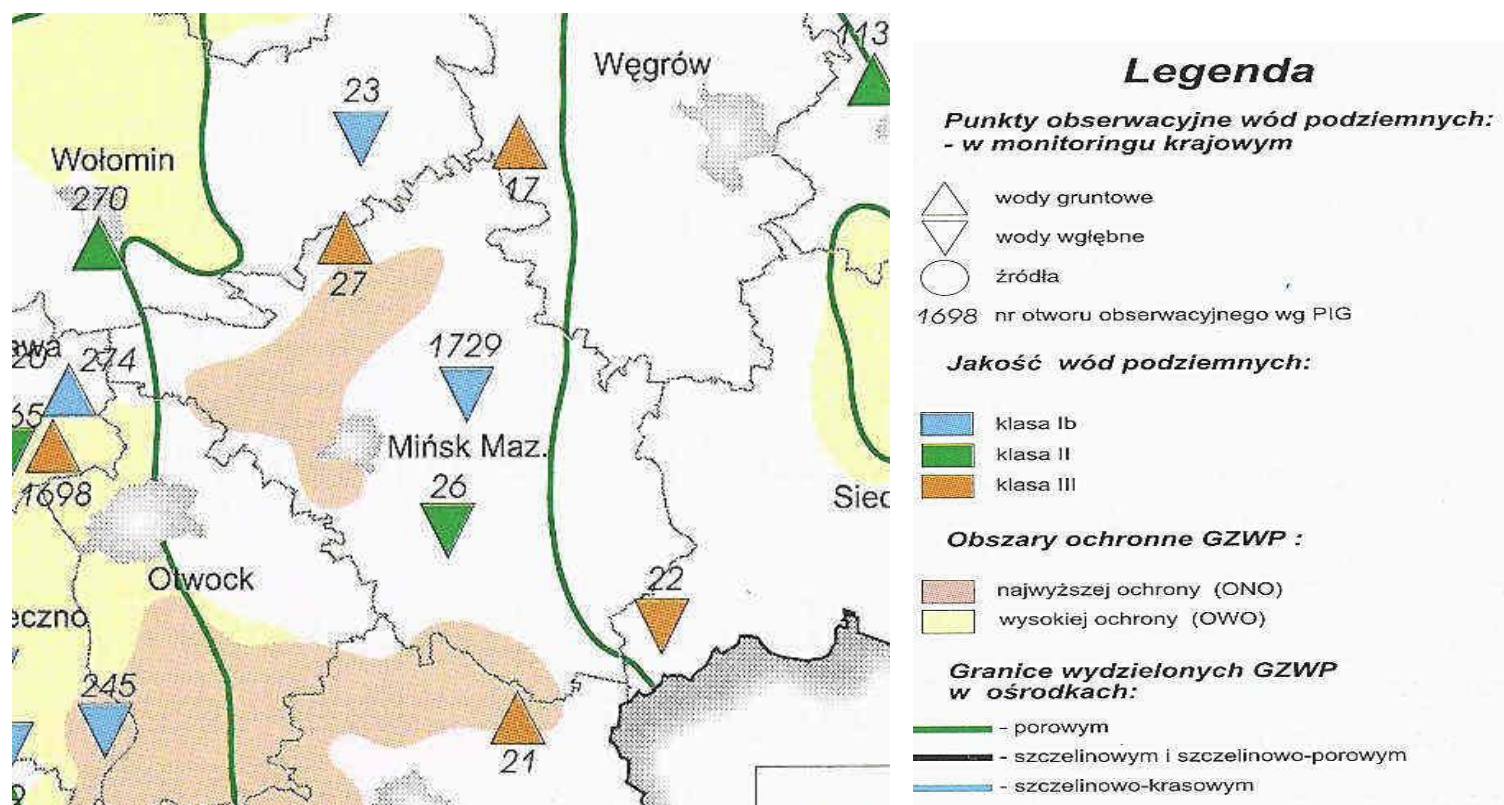 113
Węgrów
23
Wołomin
270
17
27
1729
274
Mińsk Maz.
26
1698
Otwock
22
245
21
Legenda
Punkty obserwacyjne wód podziemnych:
- w monitoringu krajowym
wody gruntowe
wody wgłębne
źródła
1698 nr otworu obserwacyjnego wg PIG
Jakość wód podziemnych:
klasa Ib
klasa II
klasa III
Obszary ochronne GZWP :
najwyższej ochrony (ONO)
wysokiej ochrony (OWO)
Granice wydzielonych GZWP
w ośrodkach:
- porowym
- szczelinowym i szczelinowo-porowym
- szczelinowo-krasowym